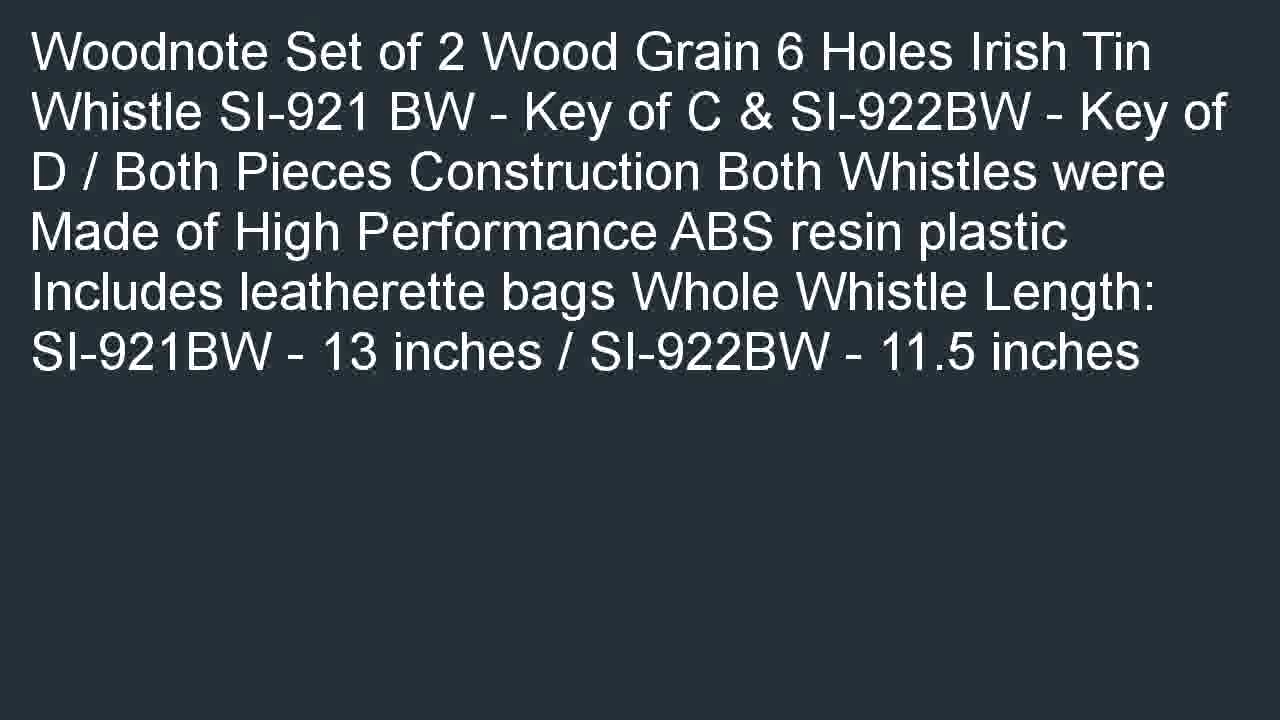 Woodnote Set of 2 Wood Grain 6 Holes Irish Tin
Whistle SI-921 BW - Key of C & SI-922BW - Key of
D / Both Pieces Construction Both Whistles were
Made of High Performance ABS resin plastic
Includes leatherette bags Whole Whistle Length:
SI-921BW - 13 inches / SI-922BW - 11.5 inches